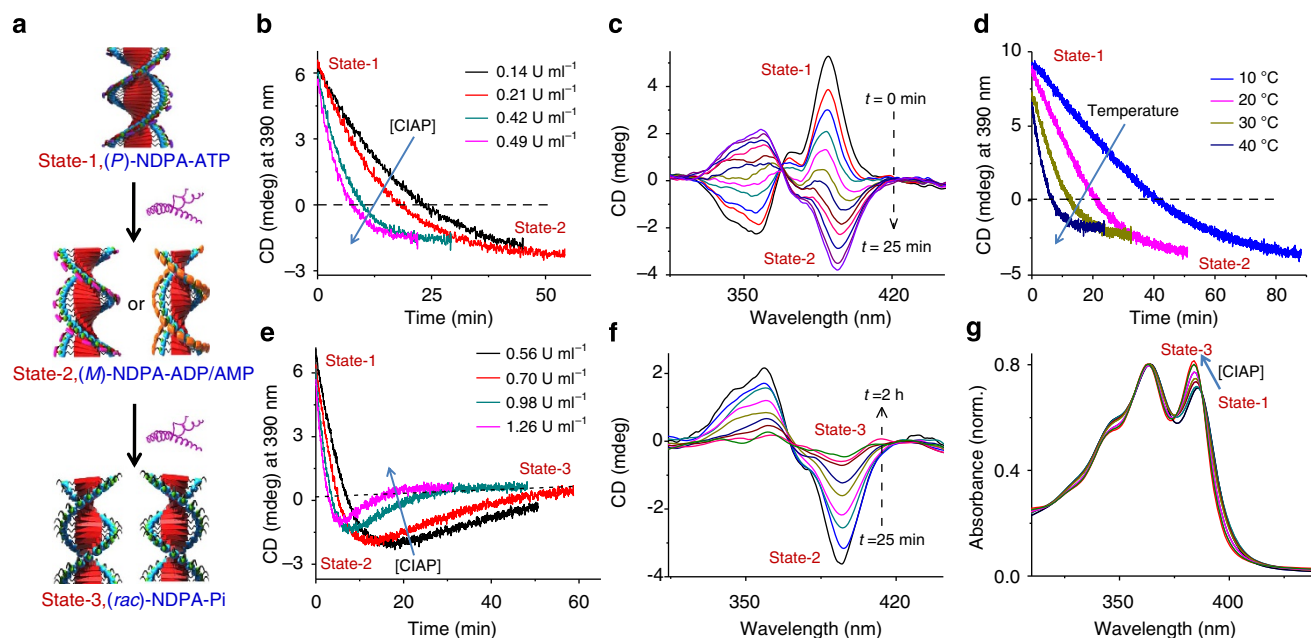 a
State-1,(P)-NDPA-ATP
or
State-2,(M)-NDPA-ADP/AMP
State-3,(rac)-NDPA-Pi
b
CD (mdeg) at 390 nm
6
3
0
−3
State-1
0.14 U ml−1
0.21 U ml−1
0.42 U ml−1
0.49 U ml−1
[CIAP]
State-2
0
25
50
Time (min)
c
CD (mdeg)
4
2
0
−2
−4
State-1
t = 0 min
State-2
t = 25 min
350
420
Wavelength (nm)
d
CD (mdeg) at 390 nm
10
5
0
−5
State-1
10 °C
20 °C
30 °C
40 °C
Temperature
State-2
0
20
40
60
80
Time (min)
e
CD (mdeg) at 390 nm
6
3
0
−3
State-1
0.56 U ml−1
0.70 U ml−1
0.98 U ml−1
1.26 U ml−1
State-3
State-2
[CIAP]
0
20
40
60
Time (min)
f
CD (mdeg)
2
0
−2
−4
t=2 h
State-3
State-2
t=25 min
350
420
Wavelength (nm)
g
Absorbance (norm.)
0.8
0.4
0.0
State-3
[CIAP]
State-1
350
400
Wavelength (nm)